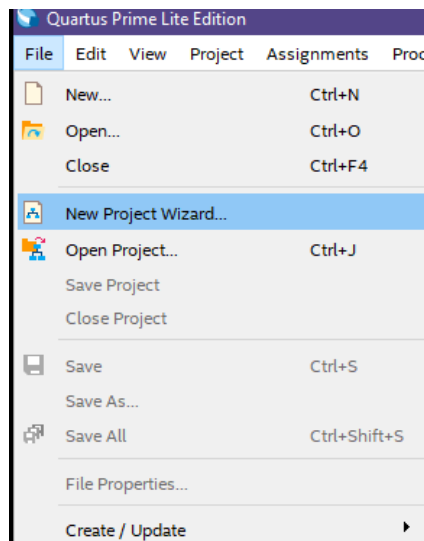 Quartus Prime Lite Edition
File Edit View Project Assignments
New... Ctrl+N
Open... Ctrl+O
Close Ctrl+F4
New Project Wizard...
Open Project... Ctrl+J
Save Project
Close Project
Save Ctrl+S
Save As...
Save All Ctrl+Shift+S
File Properties...
Create / Update